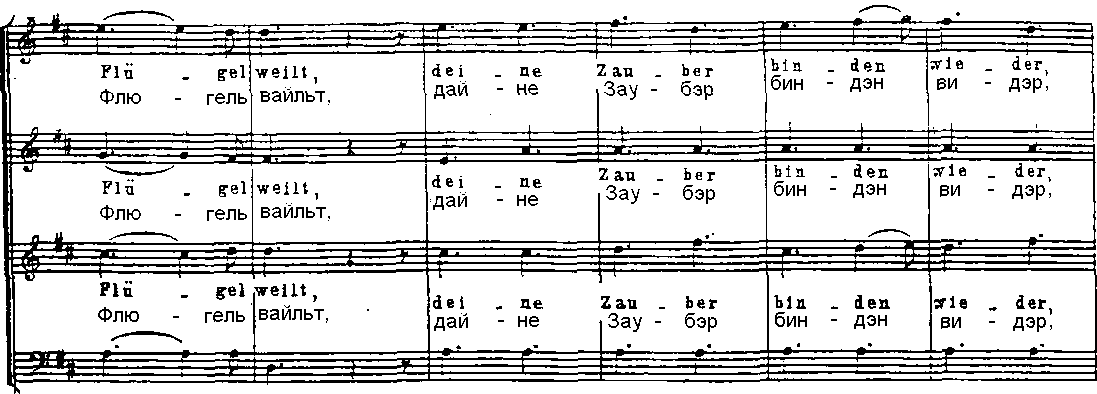 Flü - gel weilt, dei - ne Zau - ber bin - den wie - der,
Флю - гель вайльт, дай - не Зау - бэр бин - дэн ви - дэр,
Flü - gel weilt, dei - ne Zau - ber bin - den wie - der,
Флю - гель вайльт, дай - не Зау - бэр бин - дэн ви - дэр,
Flü - gel weilt, dei - ne Zau - ber bin - den wie - der,
Флю - гель вайльт, дай - не Зау - бэр бин - дэн ви - дэр,